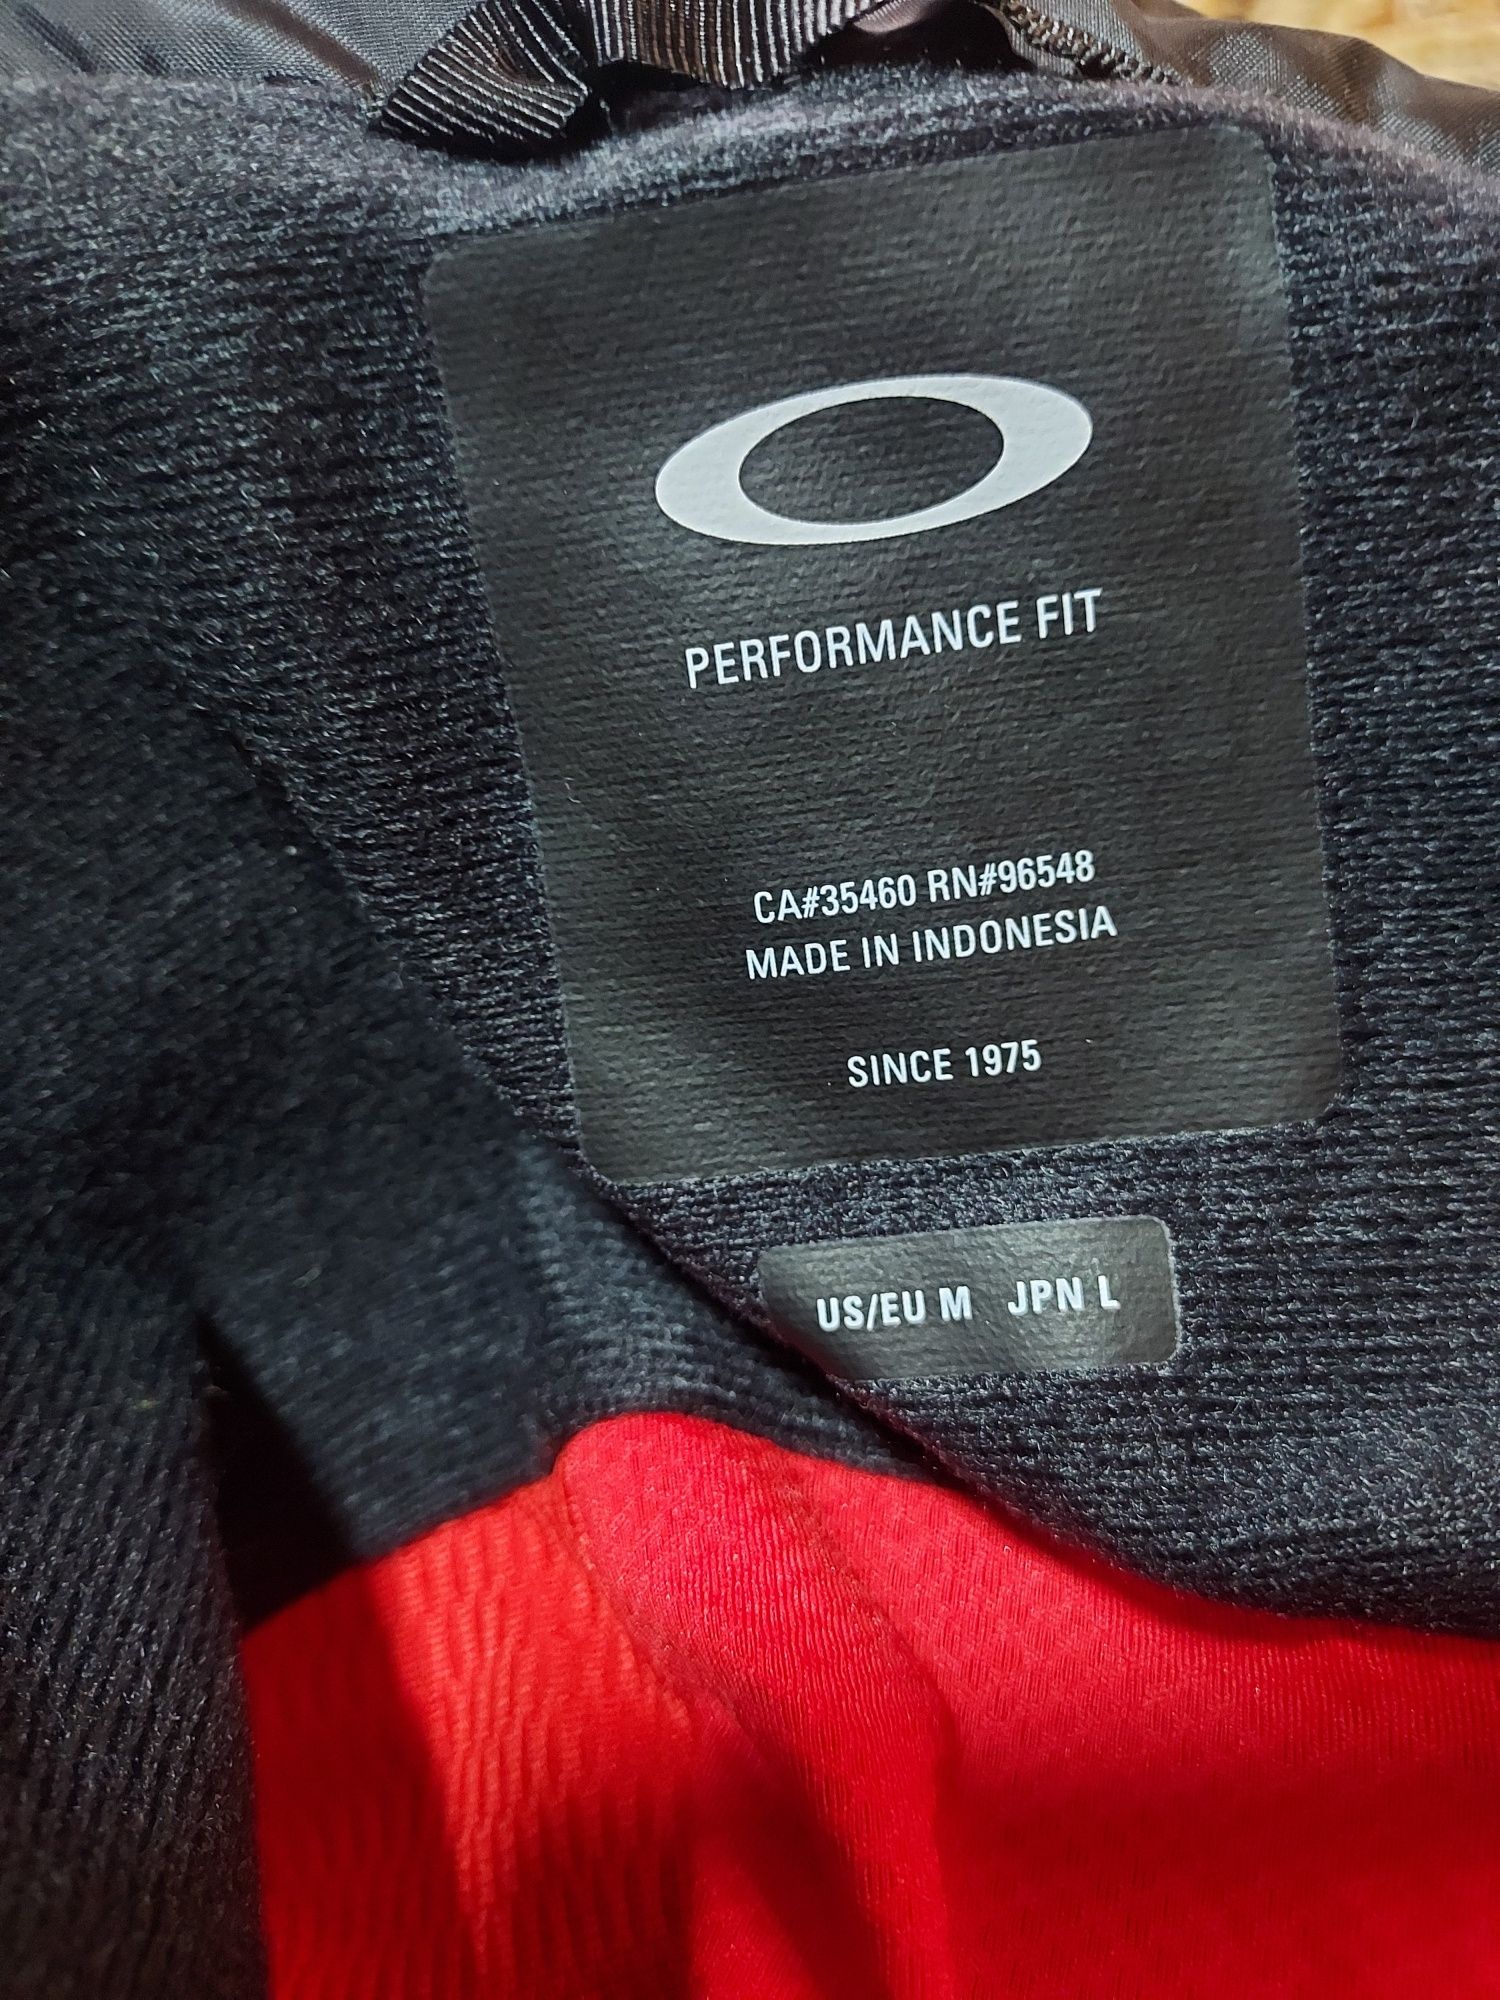 PERFORMANCE FIT
CA#35460 RN#96548
MADE IN INDONESIA
SINCE 1975
US/EU M JPN L